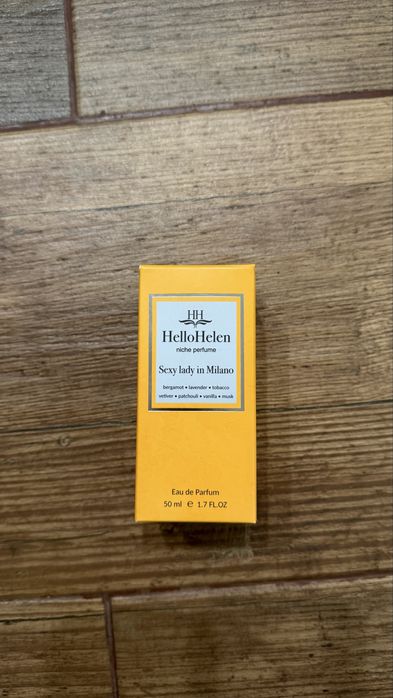 HH
HelloHelen
niche perfume
Sexy lady in Milano
bergamot • lavender • tobacco
vetiver • patchouli • vanilla • musk
Eau de Parfum
50 ml ℮ 1.7 FL.OZ